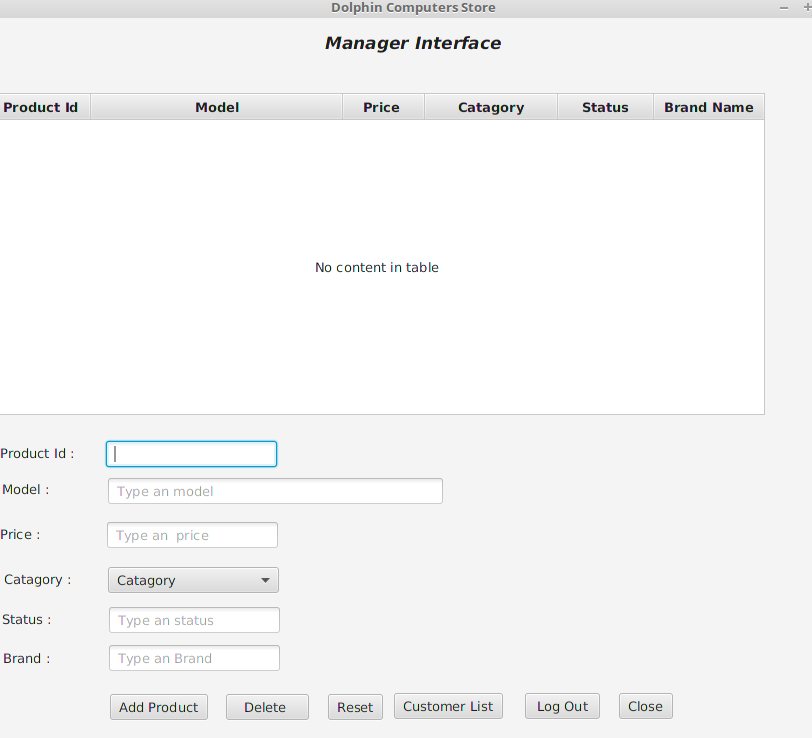 Dolphin Computers Store
Manager Interface
Product Id Model Price Catagory Status Brand Name
No content in table
Product Id :
Model : Type an model
Price : Type an  price
Catagory : Catagory
Status : Type an status
Brand : Type an Brand
Add Product Delete Reset Customer List Log Out Close